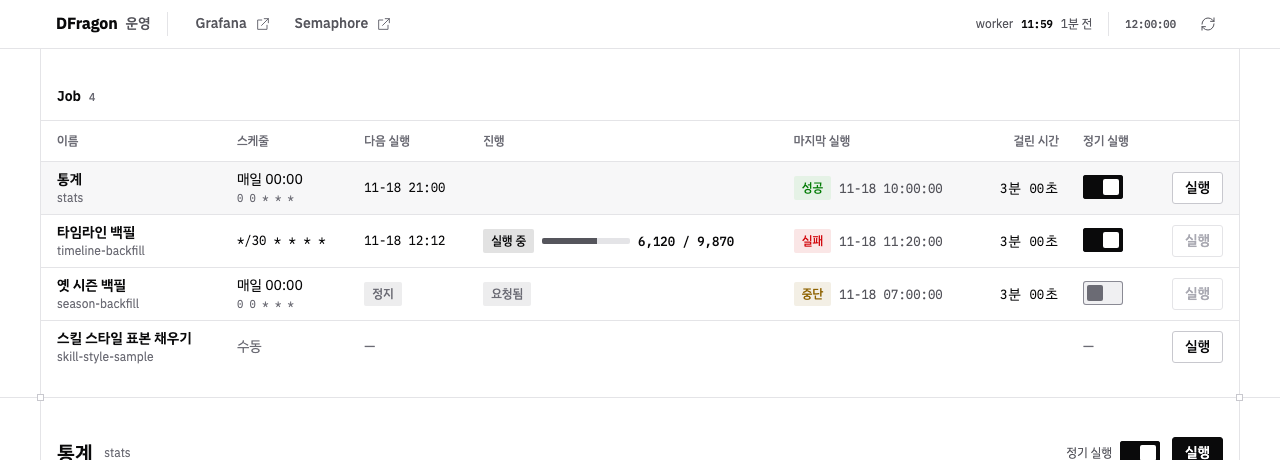 DFragon 운영 Grafana Semaphore worker 11:59 1분 전 12:00:00
Job 4
이름 스케줄 다음 실행 진행 마지막 실행 걸린 시간 정기 실행
통계 매일 00:00 11-18 21:00 성공 11-18 10:00:00 3분 00초 실행
stats 0 0 * * *
타임라인 백필 */30 * * * * 11-18 12:12 실행 중 6,120 / 9,870 실패 11-18 11:20:00 3분 00초 실행
timeline-backfill
옛 시즌 백필 매일 00:00 정지 요청됨 중단 11-18 07:00:00 3분 00초 실행
season-backfill 0 0 * * *
스킬 스타일 표본 채우기 수동 — — 실행
skill-style-sample
통계 stats 정기 실행 실행